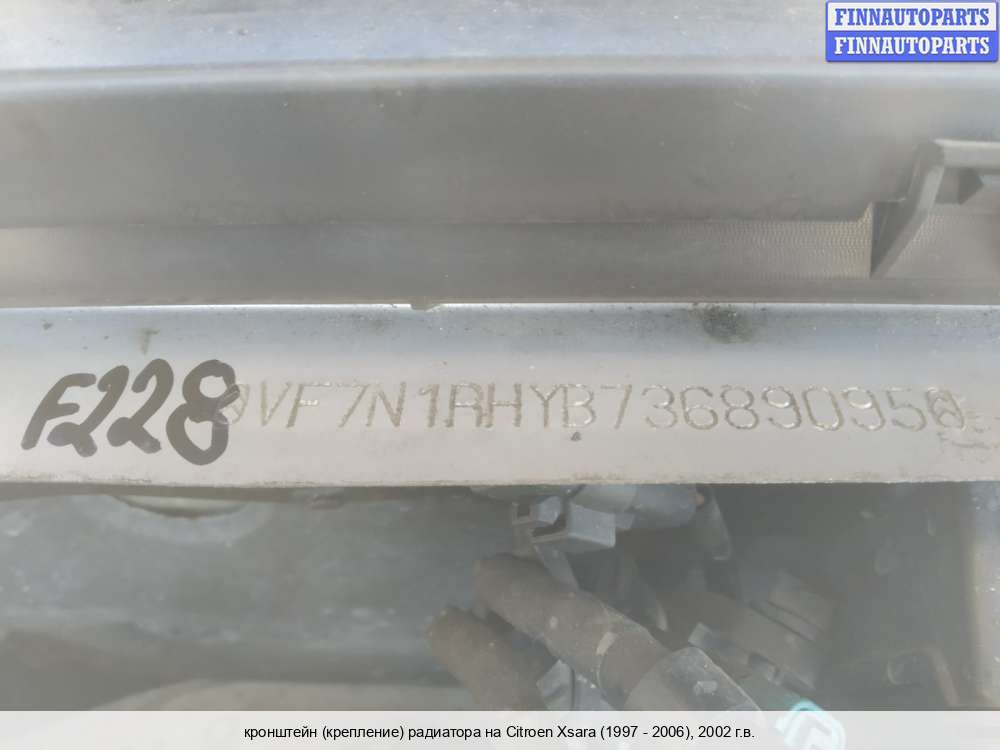 FINNAUTOPARTS
FINNAUTOPARTS
F228 VF7N1RHYB73689095
кронштейн (крепление) радиатора на Citroen Xsara (1997 - 2006), 2002 г.в.